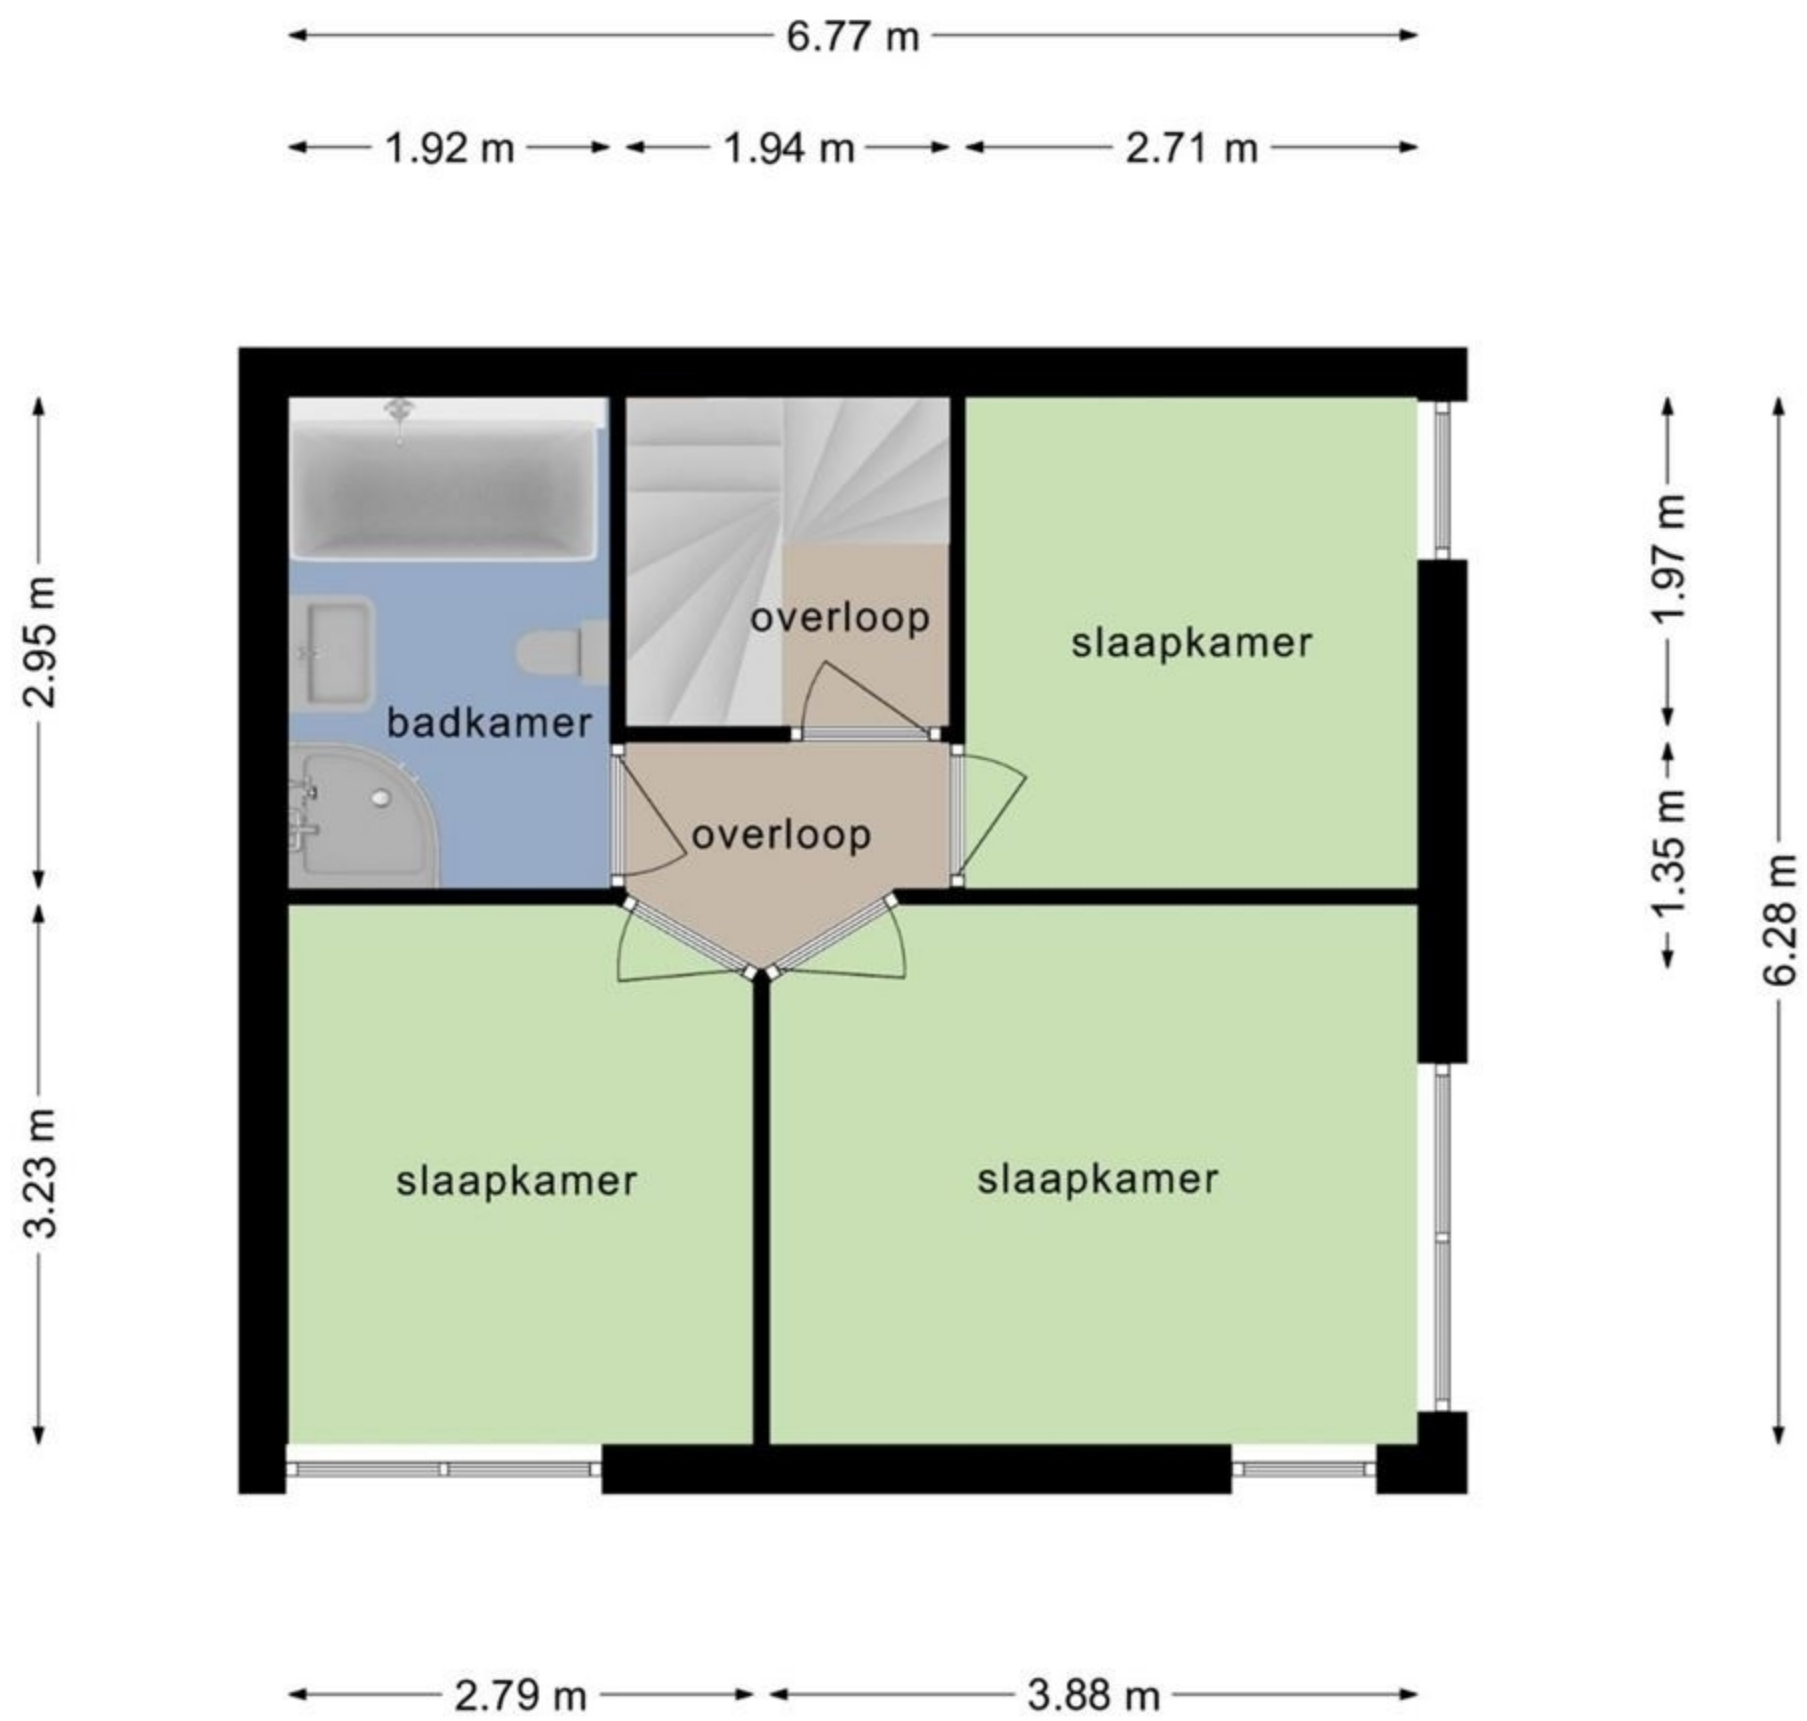 6.77 m
1.92 m
1.94 m
2.71 m
2.95 m
3.23 m
overloop
slaapkamer
badkamer
overloop
slaapkamer
slaapkamer
1.97 m
1.35 m
6.28 m
2.79 m
3.88 m